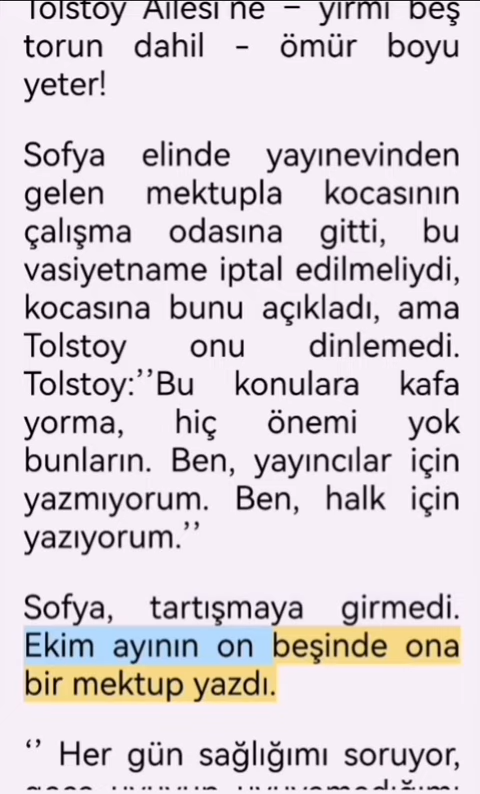 Tolstoy Ailesi'ne – yirmi beş
torun dahil - ömür boyu
yeter!
Sofya elinde yayınevinden
gelen mektupla kocasının
çalışma odasına gitti, bu
vasiyetname iptal edilmeliydi,
kocasına bunu açıkladı, ama
Tolstoy onu dinlemedi.
Tolstoy:’’Bu konulara kafa
yorma, hiç önemi yok
bunların. Ben, yayıncılar için
yazmıyorum. Ben, halk için
yazıyorum.’’
Sofya, tartışmaya girmedi.
Ekim ayının on beşinde ona
bir mektup yazdı.
‘’ Her gün sağlığımı soruyor,